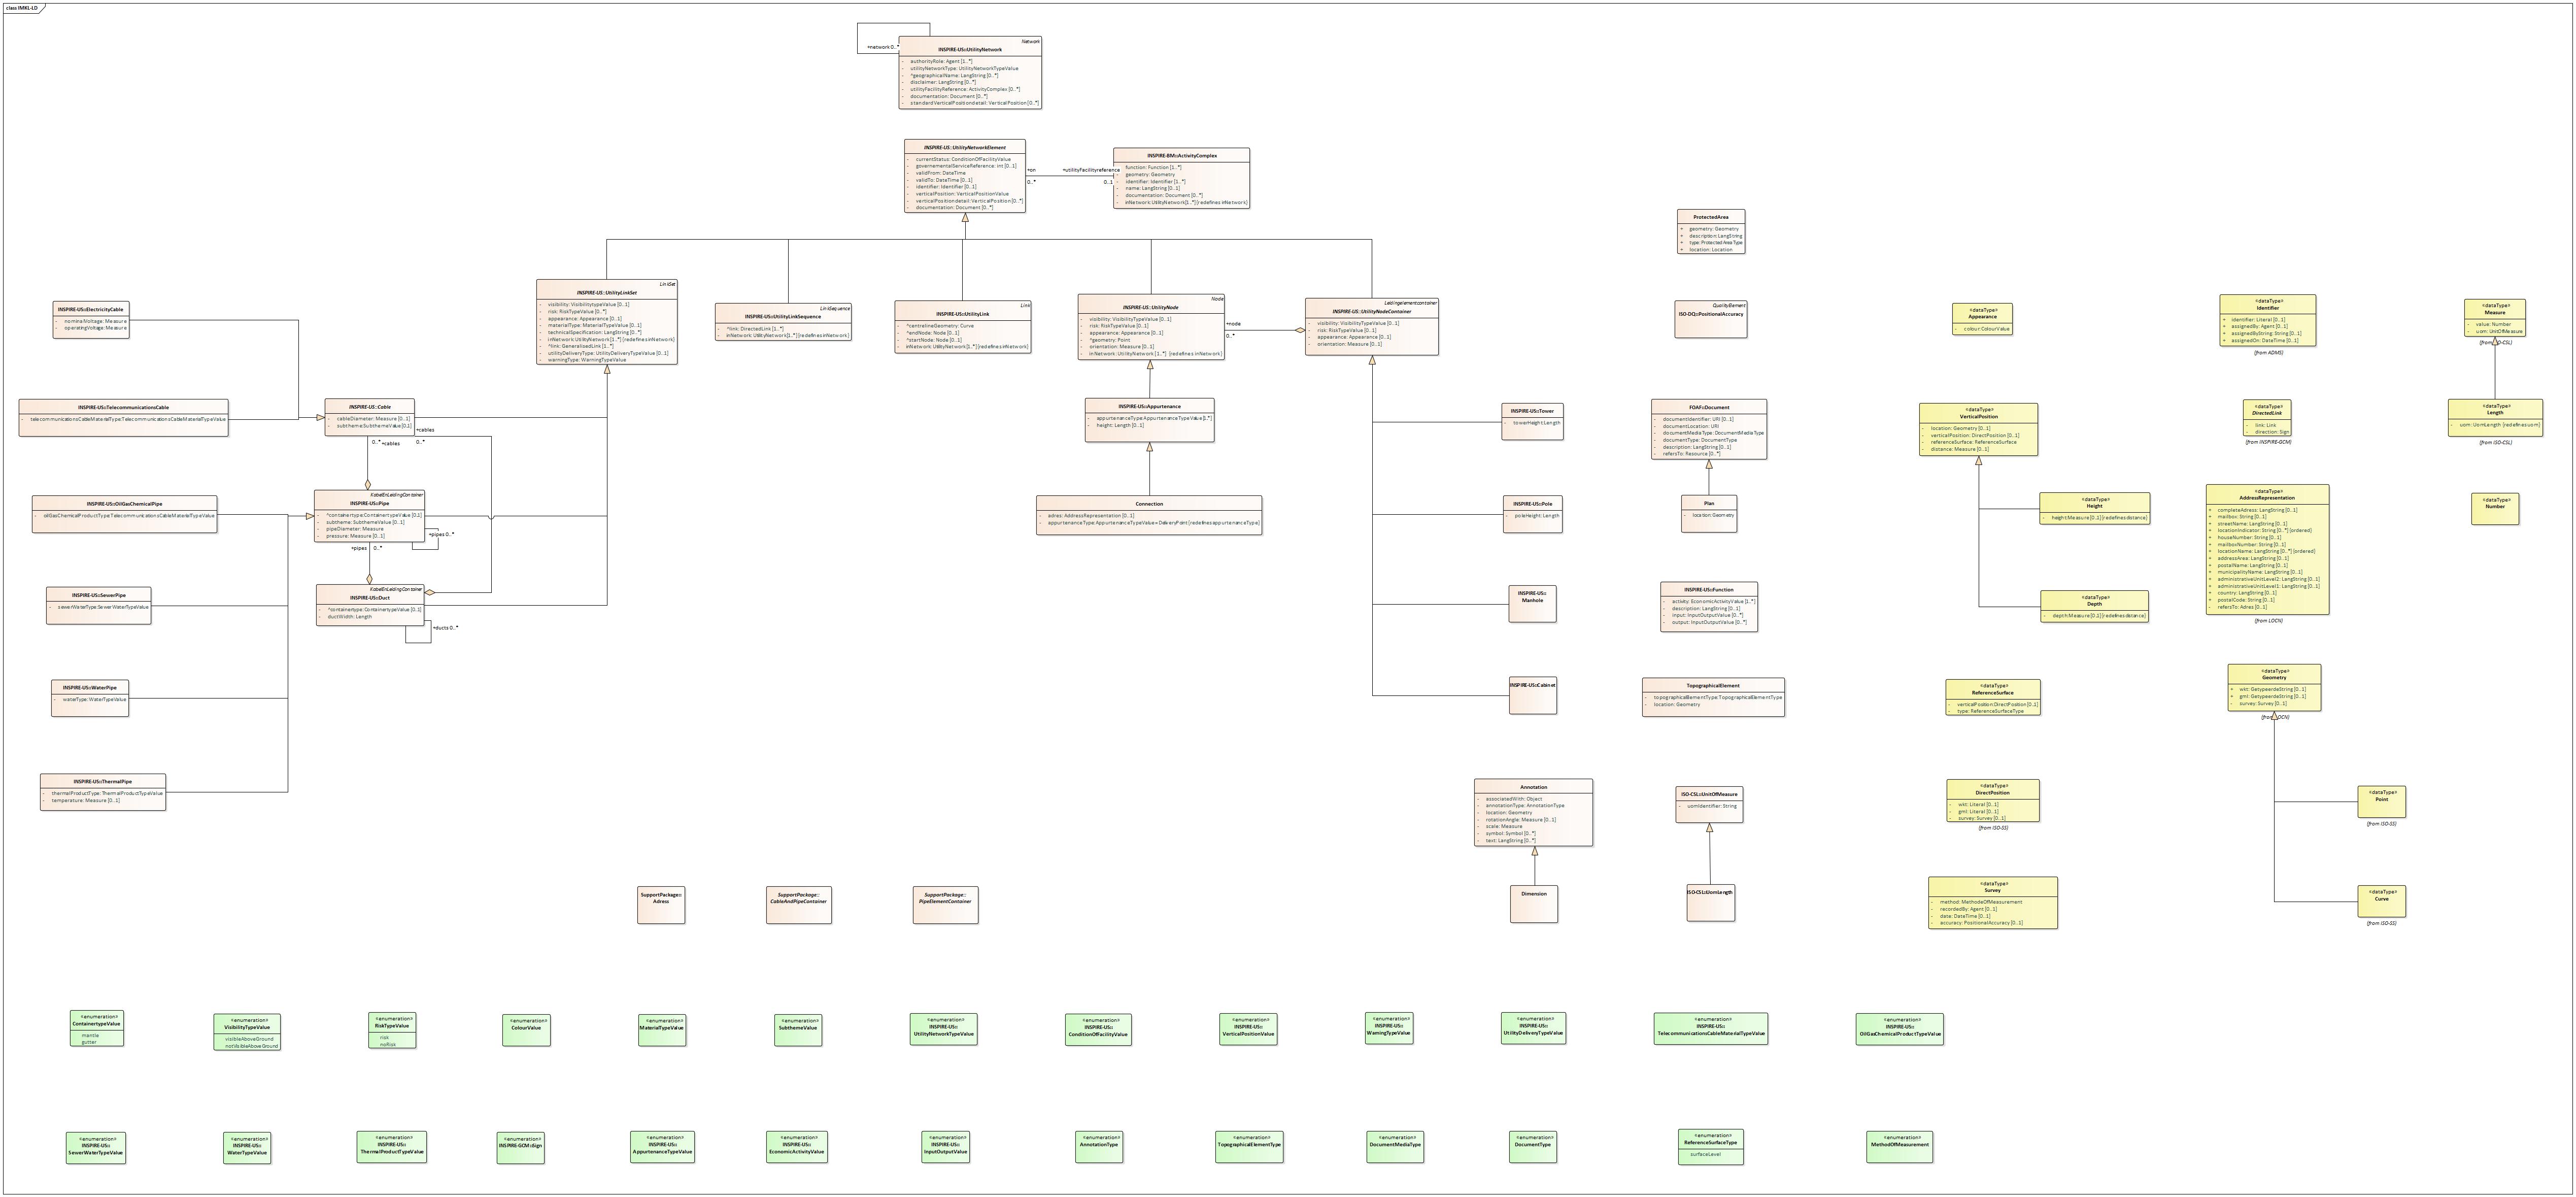 class IMKL-LD
Network
INSPIRE-US::UtilityNetwork
- authorityRole: Agent [1..*]
- utilityNetworkType: UtilityNetworkTypeValue
- ^geographicalName: LangString [0..*]
- disclaimer: LangString [0..*]
- utilityFacilityReference: ActivityComplex [0..*]
- documentation: Document [0..*]
- standardVerticalPositiondetail: VerticalPosition [0..*]
+network 0..*
INSPIRE-US::UtilityNetworkElement
- currentStatus: ConditionOfFacilityValue
- governementalServiceReference: int [0..1]
- validFrom: DateTime
- validTo: DateTime [0..1]
- identifier: Identifier [0..1]
- verticalPosition: VerticalPositionValue
- verticalPositiondetail: VerticalPosition [0..*]
- documentation: Document [0..*]
+on
0..*
+utilityFacilityreference
0..1
INSPIRE-BM::ActivityComplex
- function: Function [1..*]
- geometry: Geometry
- identifier: Identifier [1..*]
- name: LangString [0..1]
- documentation: Document [0..*]
- inNetwork:UtilityNetwork[1..*]{redefines inNetwork}
ProtectedArea
+ geometry: Geometry
+ description:LangString
+ type: ProtectedAreaType
+ location: Location
INSPIRE-US::ElectricityCable
- nominalVoltage: Measure
- operatingVoltage: Measure
LinkSet
INSPIRE-US::UtilityLinkSet
- visibility: VisibilitytypeValue [0..1]
- risk: RiskTypeValue [0..*]
- appearance: Appearance [0..1]
- materialType: MaterialTypeValue [0..1]
- technicalSpecification: LangString [0..*]
- inNetwork:UtilityNetwork[1..*]{redefines inNetwork}
- ^link: GeneralisedLink [1..*]
- utilityDeliveryType: UtilityDeliveryTypeValue [0..1]
- warningType: WarningTypeValue
LinkSequence
INSPIRE-US::UtilityLinkSequence
- ^link: DirectedLink [1..*]
- inNetwork:UtilityNetwork[1..*]{redefines inNetwork}
Link
INSPIRE-US::UtilityLink
- ^centrelineGeometry: Curve
- ^endNode: Node [0..1]
- ^startNode: Node [0..1]
- inNetwork:UtilityNetwork[1..*]{redefines inNetwork}
Node
INSPIRE-US::UtilityNode
- visibility: VisibilityTypeValue [0..1]
- risk: RiskTypeValue [0..1]
- appearance: Appearance [0..1]
- ^geometry: Point
- orientation: Measure [0..1]
- inNetwork:UtilityNetwork [1..*] {redefines inNetwork}
+node
0..*
Leidingelementcontainer
INSPIRE-US::UtilityNodeContainer
- visibility: VisibilityTypeValue [0..1]
- risk: RiskTypeValue [0..1]
- appearance: Appearance [0..1]
- orientation: Measure [0..1]
QualityElement
ISO-DQ::PositionalAccuracy
«dataType»
Appearance
- colour:ColourValue
«dataType»
Identifier
+ identifier: Literal [0..1]
+ assignedBy: Agent [0..1]
+ assignedByString: String [0..1]
+ assignedOn: DateTime [0..1]
(from ADMS)
«dataType»
Measure
- value: Number
- uom: UnitOfMeasure
INSPIRE-US::TelecommunicationsCable
- telecommunicationsCableMaterialType:TelecommunicationsCableMaterialTypeValue
INSPIRE-US::Cable
- cableDiameter: Measure [0..1]
- subtheme:SubthemeValue [0.1]
+cables
0..*
0..*
+cables
INSPIRE-US::Appurtenance
- appurtenanceType:AppurtenanceTypeValue[1.*]
- height: Length [0..1]
INSPIRE-US::Tower
- towerHeight:Length
FOAF::Document
- documentIdentifier: URI [0..1]
- documentLocation: URI
- documentMediaType: DocumentMediaType
- documentType: DocumentType
- description: LangString [0..1]
- refersTo: Resource [0..*]
«dataType»
VerticalPosition
- location: Geometry [0..1]
- verticalPosition: DirectPosition [0..1]
- referenceSurface: ReferenceSurface
- distance: Measure [0..1]
«dataType»
DirectedLink
- link: Link
- direction: Sign
(from INSPIRE-GCM)
«dataType»
Length
- uom: UomLength {redefines uom}
(from ISO-CSL)
INSPIRE-US::OilGasChemicalPipe
- oilGasChemicalProductType:TelecommunicationsCableMaterialTypeValue
KabelEnLeidingContainer
INSPIRE-US::Pipe
- ^containertype:ContainertypeValue [0.1]
- subtheme: SubthemeValue [0..1]
- pipeDiameter: Measure
- pressure: Measure [0..1]
+pipes 0..*
+pipes
0..*
Connection
- adres: AddressRepresentation [0..1]
- appurtenanceType:AppurtenanceTypeValue=DeliveryPoint{redefines appurtenanceType}
INSPIRE-US::Pole
- poleHeight: Length
Plan
- location:Geometry
«dataType»
Height
- height:Measure [0..1]{redefines distance}
«dataType»
AddressRepresentation
+ completeAdress: LangString [0..1]
+ mailbox: String [0..1]
+ streetName: LangString [0..1]
+ locationIndicator: String [0..*] {ordered}
+ houseNumber: String [0..1]
+ mailboxNumber: String [0..1]
+ locationName: LangString [0..*] {ordered}
+ addressArea: LangString [0..1]
+ postalName: LangString [0..1]
+ municipalityName: LangString [0..1]
+ administrativeUnitLevel2: LangString [0..1]
+ administrativeUnitLevel1: LangString [0..1]
+ country: LangString [0..1]
+ postalCode: String [0..1]
- refersTo: Adres [0..1]
(from LOCN)
«dataType»
Number
INSPIRE-US::SewerPipe
- sewerWaterType:SewerWaterTypeValue
KabelEnLeidingContainer
INSPIRE-US::Duct
- ^containertype:ContainertypeValue [0..1]
- ductWidth: Length
+ducts 0..*
INSPIRE-US::
Manhole
INSPIRE-US::Function
- activity: EconomicActivityValue [1..*]
- description: LangString [0..1]
- input: InputOutputValue [0..*]
- output: InputOutputValue [0..*]
«dataType»
Depth
- depth:Measure[0..1]{redefines distance}
INSPIRE-US::WaterPipe
- waterType: WaterTypeValue
INSPIRE-US::Cabinet
TopographicalElement
- topographicalElementType:TopographicalElementType
- location: Geometry
«dataType»
ReferenceSurface
- verticalPosition:DirectPosition [0.1]
- type: ReferenceSurfaceType
«dataType»
Geometry
+ wkt: GetypeerdeString [0..1]
+ gml: GetypeerdeString [0..1]
- survey: Survey [0..1]
INSPIRE-US::ThermalPipe
- thermalProductType: ThermalProductTypeValue
- temperature: Measure [0..1]
Annotation
- associatedWith: Object
- annotationType: AnnotationType
- location: Geometry
- rotationAngle: Measure [0..1]
- scale: Measure
- symbol: Symbol [0..*]
- text: LangString [0..*]
ISO-CSL::UnitOfMeasure
- uomIdentifier: String
«dataType»
DirectPosition
- wkt: Literal [0..1]
- gml: Literal [0..1]
- survey: Survey [0..1]
(from ISO-SS)
«dataType»
Point
(from ISO-SS)
SupportPackage::
Adress
SupportPackage::
CableAndPipeContainer
SupportPackage::
PipeElementContainer
Dimension
ISO-CSL::UomLength
«dataType»
Survey
- method: MethodeOfMeasurement
- recordedBy: Agent [0..1]
- date: DateTime [0..1]
- accuracy: PositionalAccuracy [0..1]
«dataType»
Curve
(from ISO-SS)
«enumeration»
ContainertypeValue
mantle
gutter
«enumeration»
VisibilityTypeValue
visibleAboveGround
notVisibleAboveGround
«enumeration»
RiskTypeValue
risk
noRisk
«enumeration»
ColourValue
«enumeration»
MaterialTypeValue
«enumeration»
SubthemeValue
«enumeration»
INSPIRE-US::
UtilityNetworkTypeValue
«enumeration»
INSPIRE-US::
ConditionOfFacilityValue
«enumeration»
INSPIRE-US::
VerticalPositionValue
«enumeration»
INSPIRE-US::
WarningTypeValue
«enumeration»
INSPIRE-US::
UtilityDeliveryTypeValue
«enumeration»
INSPIRE-US::
TelecommunicationsCableMaterialTypeValue
«enumeration»
INSPIRE-US::
OilGasChemicalProductTypeValue
«enumeration»
INSPIRE-US::
SewerWaterTypeValue
«enumeration»
INSPIRE-US::
WaterTypeValue
«enumeration»
INSPIRE-US::
ThermalProductTypeValue
«enumeration»
INSPIRE-GCM::Sign
«enumeration»
INSPIRE-US::
AppurtenanceTypeValue
«enumeration»
INSPIRE-US::
EconomicActivityValue
«enumeration»
INSPIRE-US::
InputOutputValue
«enumeration»
AnnotationType
«enumeration»
TopographicalElementType
«enumeration»
DocumentMediaType
«enumeration»
DocumentType
«enumeration»
ReferenceSurfaceType
surfaceLevel
«enumeration»
MethodOfMeasurement